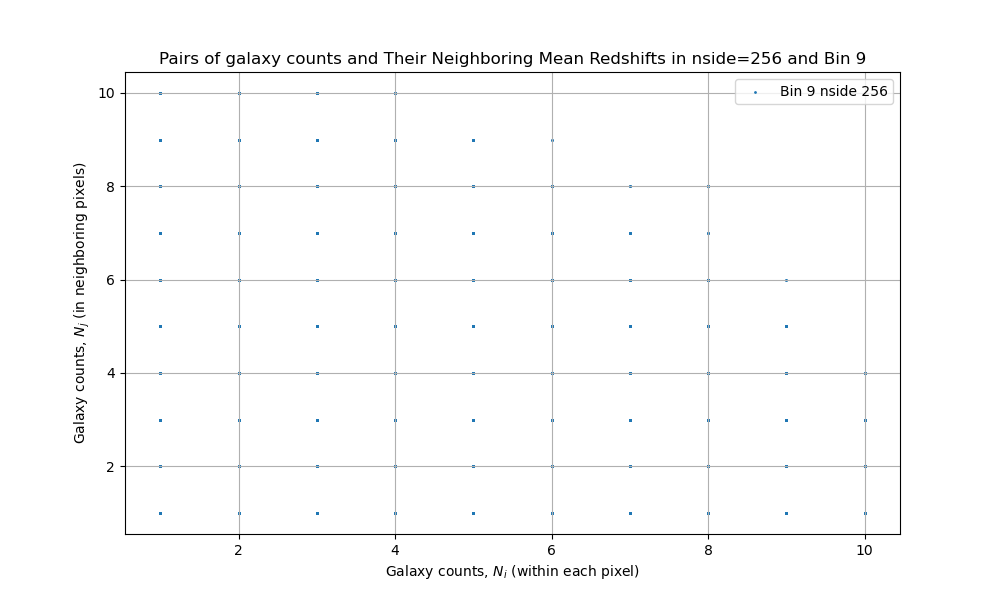 Pairs of galaxy counts and Their Neighboring Mean Redshifts in nside=256 and Bin 9
Bin 9 nside 256
Galaxy counts, $N_j$ (in neighboring pixels)
10
8
6
4
2
2 4 6 8 10
Galaxy counts, $N_i$ (within each pixel)